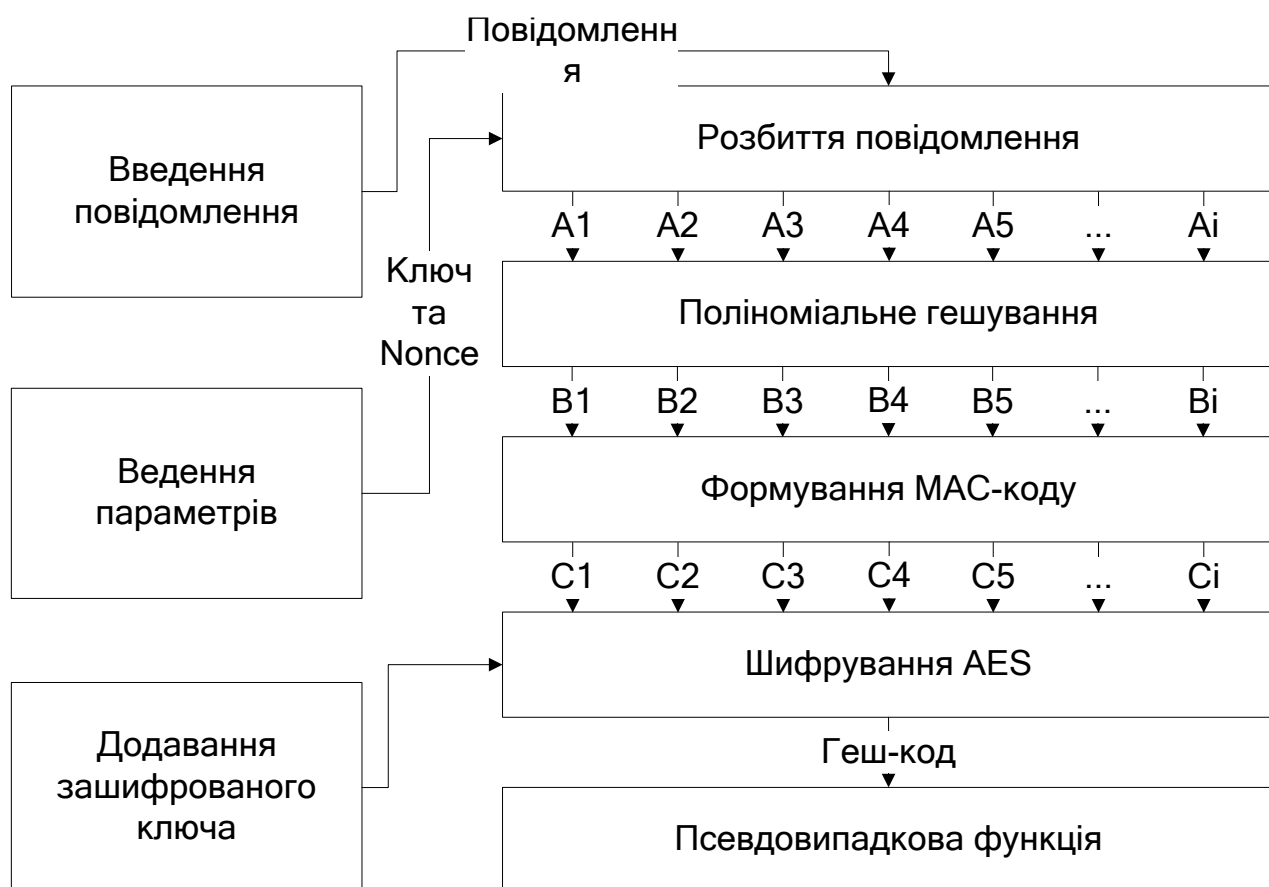 Повідомленн
я
Введення
повідомлення
Розбиття повідомлення
A1 A2 A3 A4 A5 ... Ai
Ключ
та
Nonce
Поліноміальне гешування
B1 B2 B3 B4 B5 ... Bi
Ведення
параметрів
Формування MAC-коду
C1 C2 C3 C4 C5 ... Ci
Шифрування AES
Додавання
зашифрованого
ключа
Геш-код
Псевдовипадкова функція